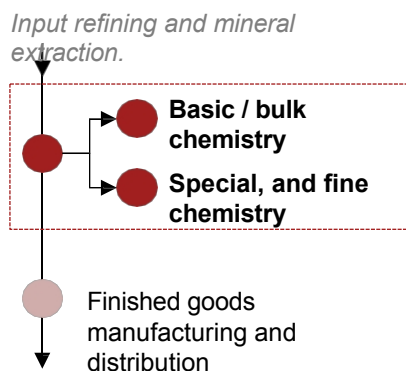 Input refining and mineral
extraction.
Basic / bulk
chemistry
Special, and fine
chemistry
Finished goods
manufacturing and
distribution